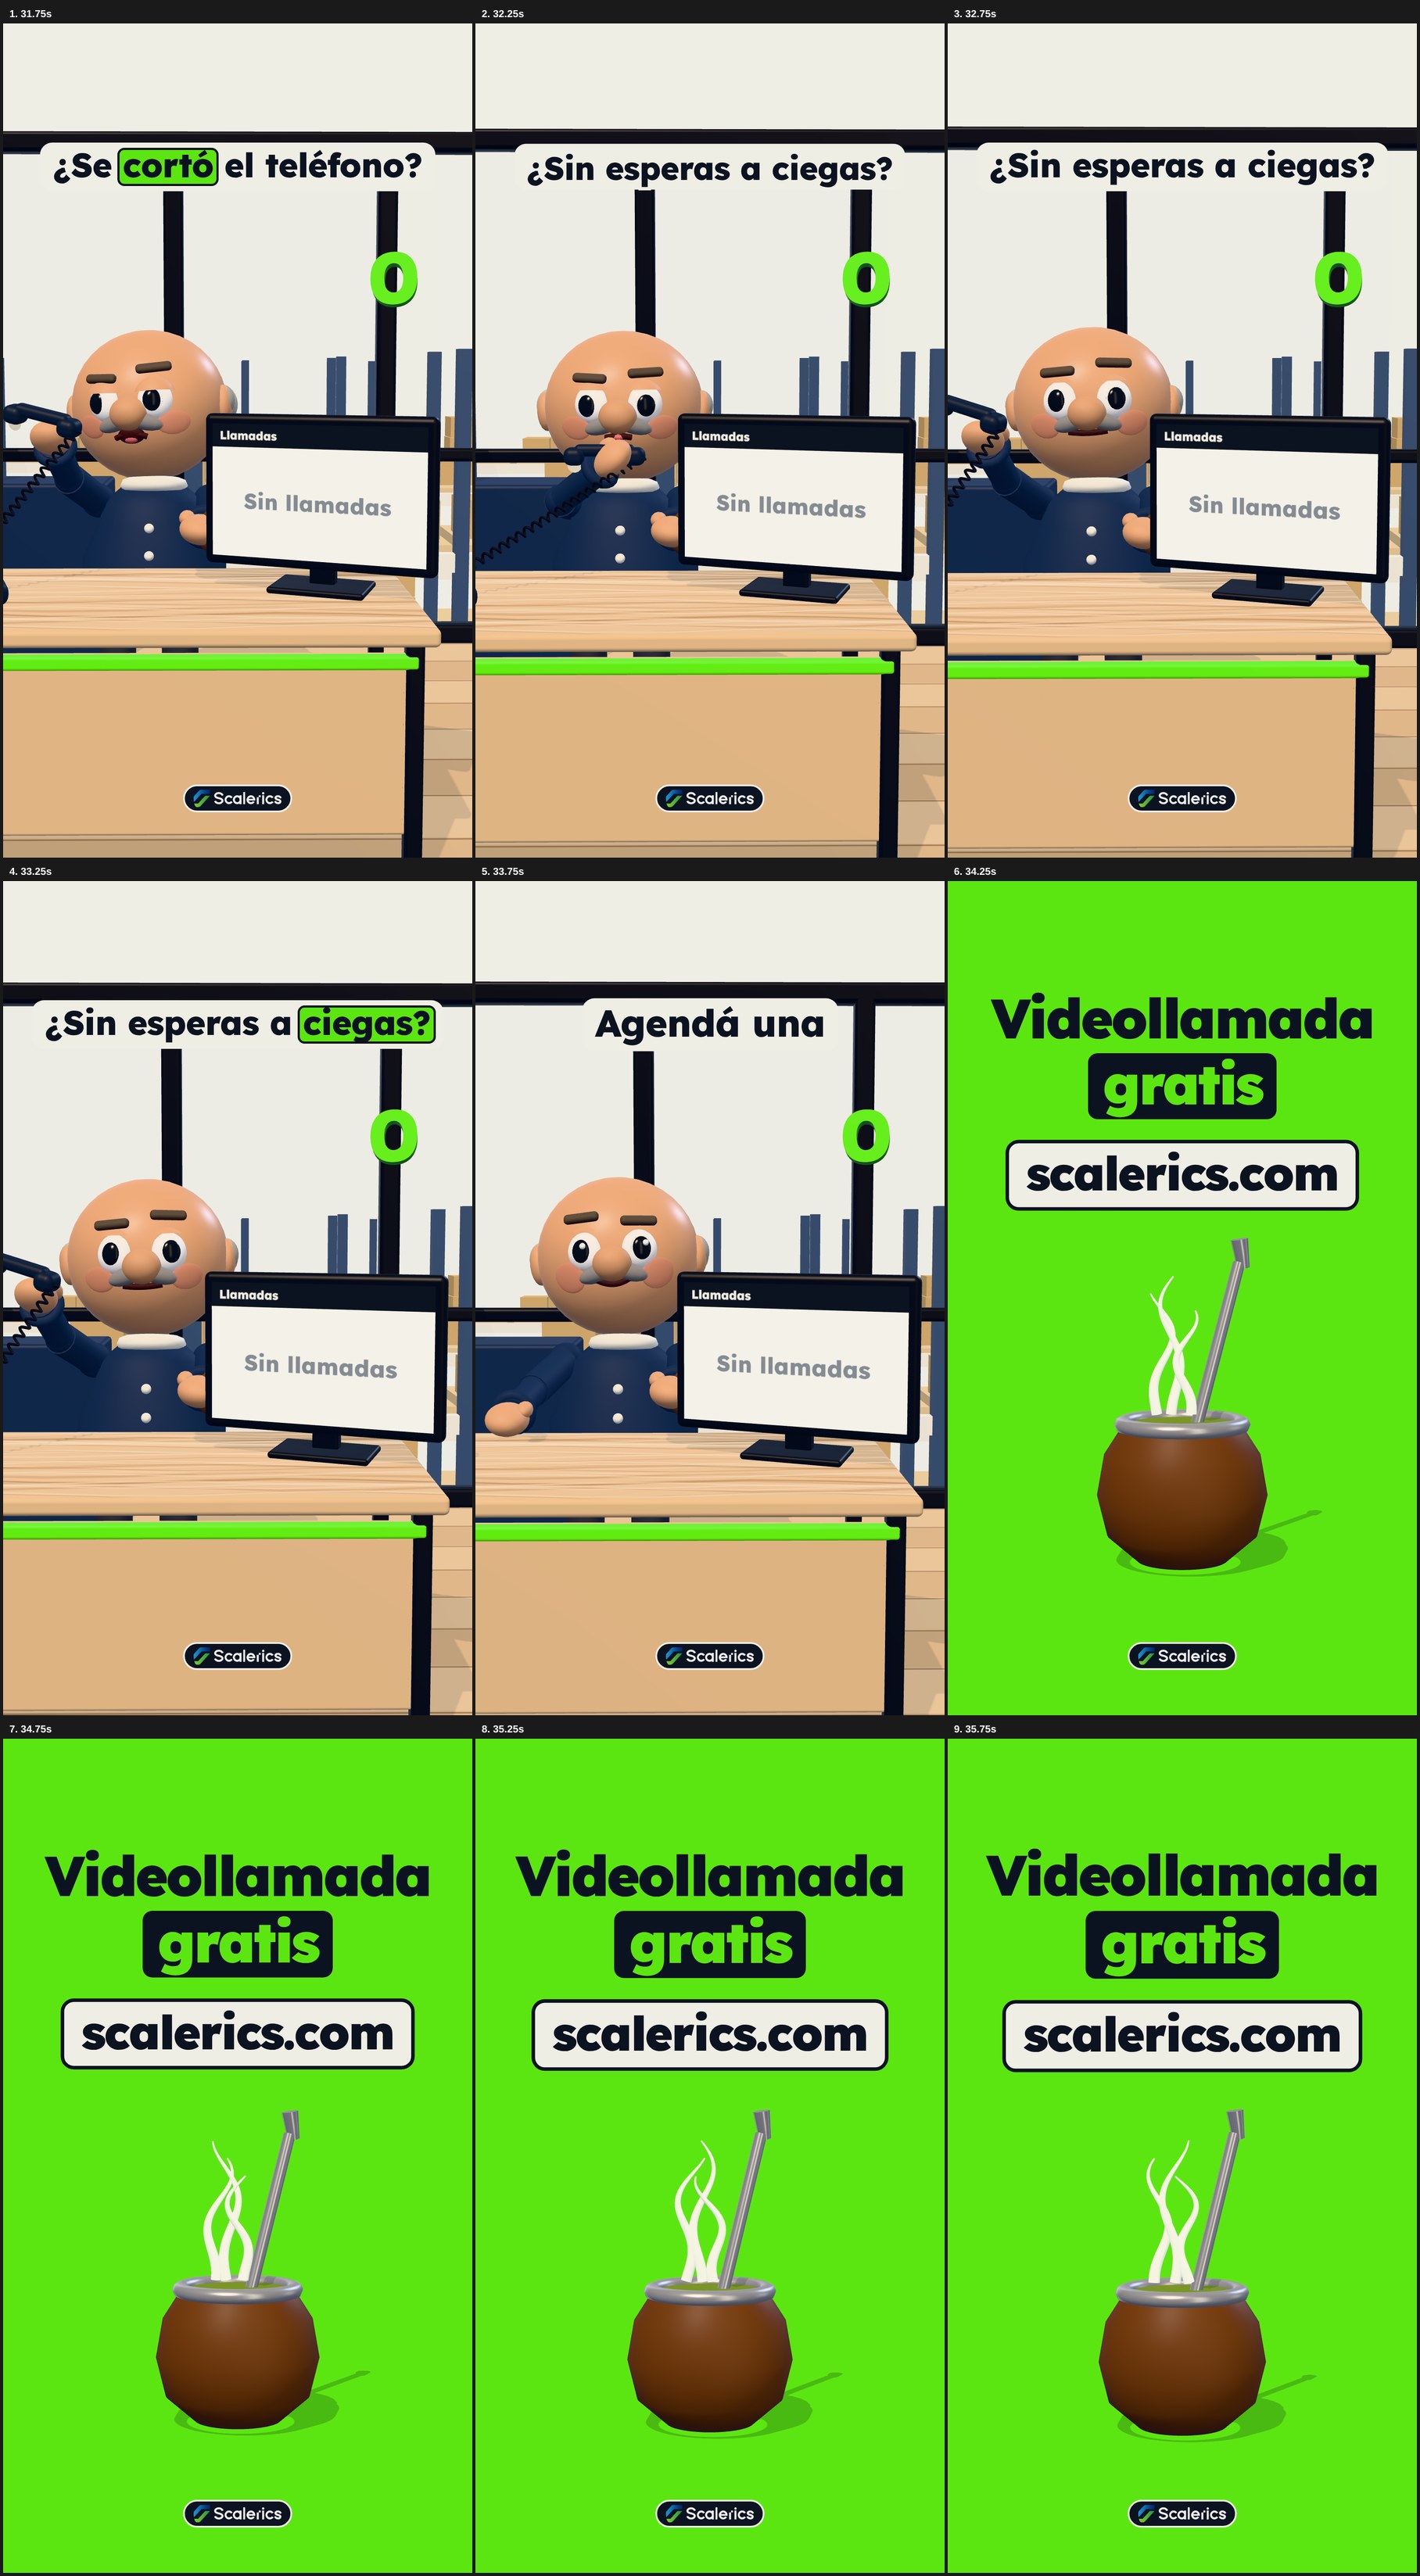 1. 31.75s
¿Se cortó el teléfono?
0
Llamadas
Sin llamadas
Scalerics
2. 32.25s
¿Sin esperas a ciegas?
0
Llamadas
Sin llamadas
Scalerics
3. 32.75s
¿Sin esperas a ciegas?
0
Llamadas
Sin llamadas
Scalerics
4. 33.25s
¿Sin esperas a ciegas?
0
Llamadas
Sin llamadas
Scalerics
5. 33.75s
Agendá una
0
Llamadas
Sin llamadas
Scalerics
6. 34.25s
Videollamada
gratis
scalerics.com
Scalerics
7. 34.75s
Videollamada
gratis
scalerics.com
Scalerics
8. 35.25s
Videollamada
gratis
scalerics.com
Scalerics
9. 35.75s
Videollamada
gratis
scalerics.com
Scalerics